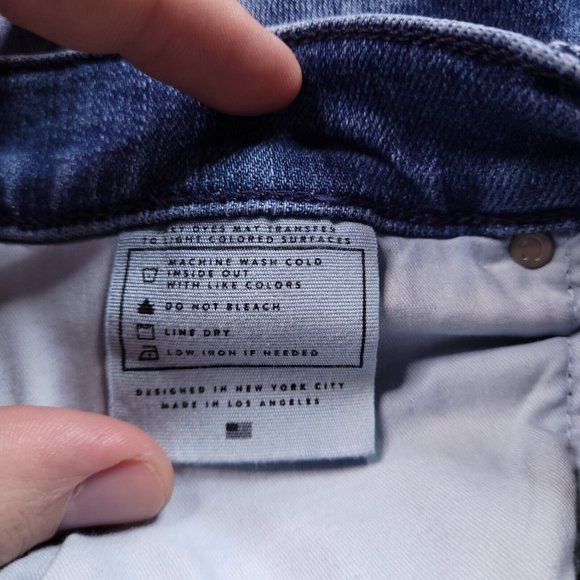 DYES MAY TRANSFER
TO LIGHT COLORED SURFACES
MACHINE WASH COLD
INSIDE OUT
WITH LIKE COLORS
DO NOT BLEACH
LINE DRY
LOW IRON IF NEEDED
DESIGNED IN NEW YORK CITY
MADE IN LOS ANGELES